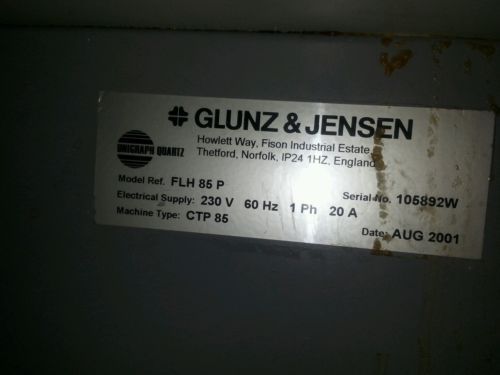 GLUNZ & JENSEN
Howlett Way, Fison Industrial Estate,
Thetford, Norfolk, IP24 1HZ, England
UNIGRAPH QUARTZ
Model Ref. FLH 85 P
Serial No. 105892W
Electrical Supply: 230 V 60 Hz 1 Ph 20 A
Machine Type: CTP 85
Date: AUG 2001